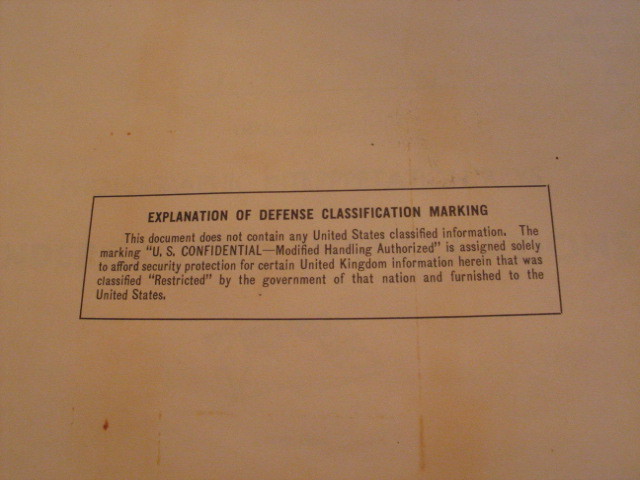 EXPLANATION OF DEFENSE CLASSIFICATION MARKING
This document does not contain any United States classified information. The
marking "U. S. CONFIDENTIAL—Modified Handling Authorized" is assigned solely
to afford security protection for certain United Kingdom information herein that was
classified "Restricted" by the government of that nation and furnished to the
United States.